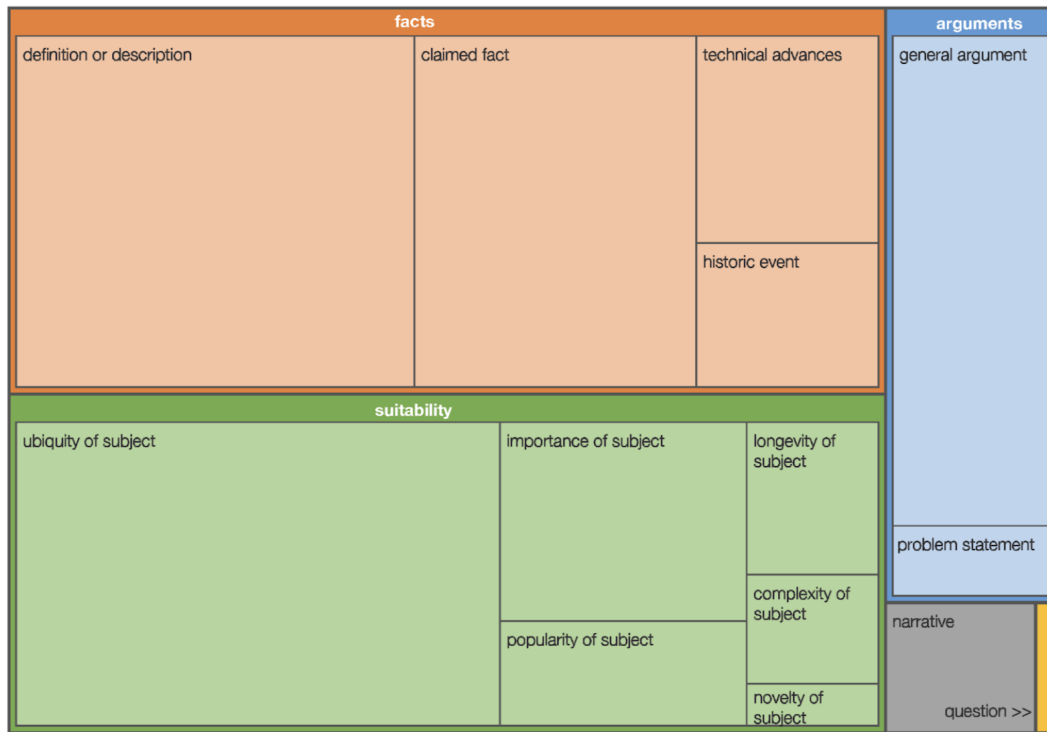 facts
definition or description
claimed fact
technical advances
historic event
suitability
ubiquity of subject
importance of subject
popularity of subject
longevity of
subject
complexity of
subject
novelty of
subject
arguments
general argument
problem statement
narrative
question >>